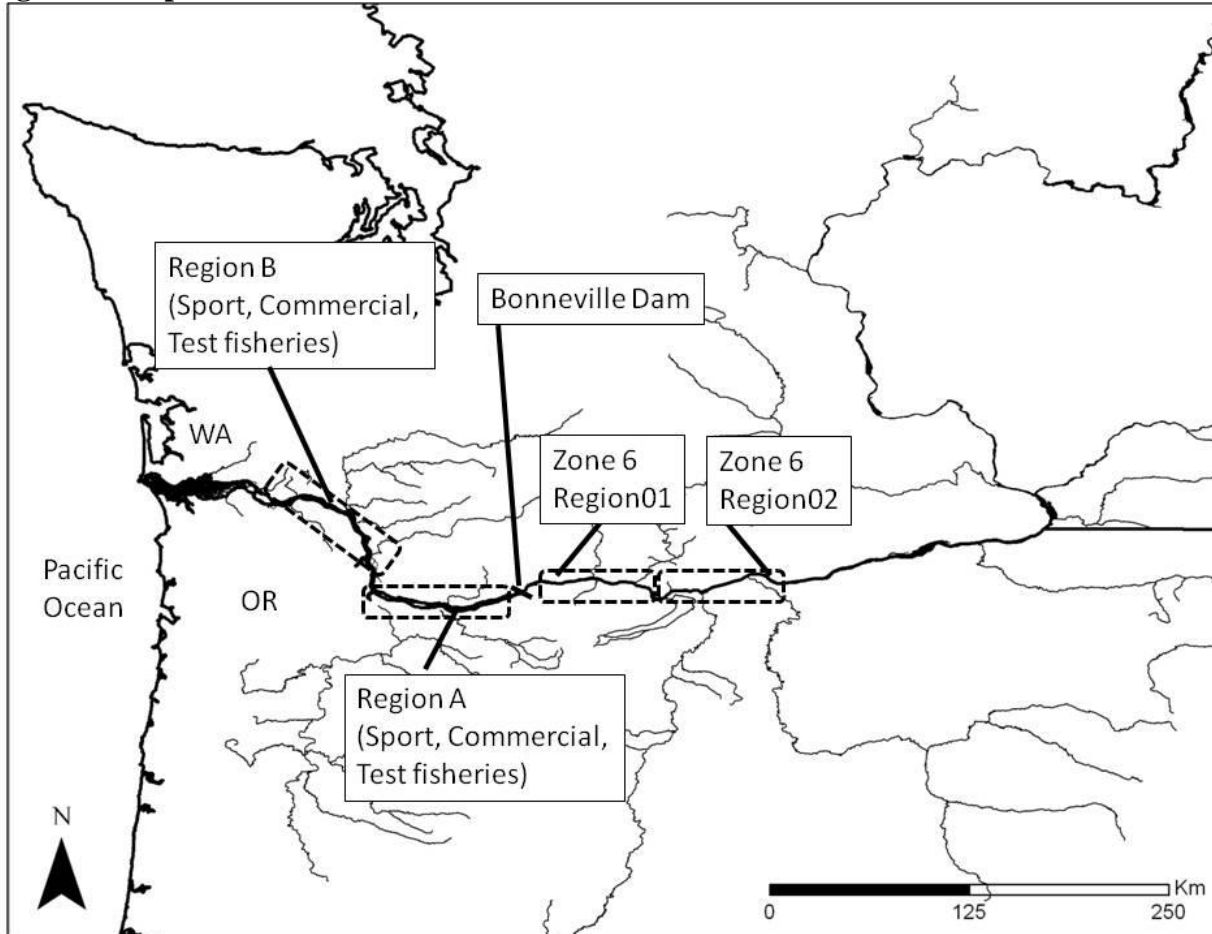 Region B
(Sport, Commercial,
Test fisheries)
Bonneville Dam
WA
Zone 6
Region01
Zone 6
Region02
Pacific
Ocean
OR
Region A
(Sport, Commercial,
Test fisheries)
N
Km
0
125
250